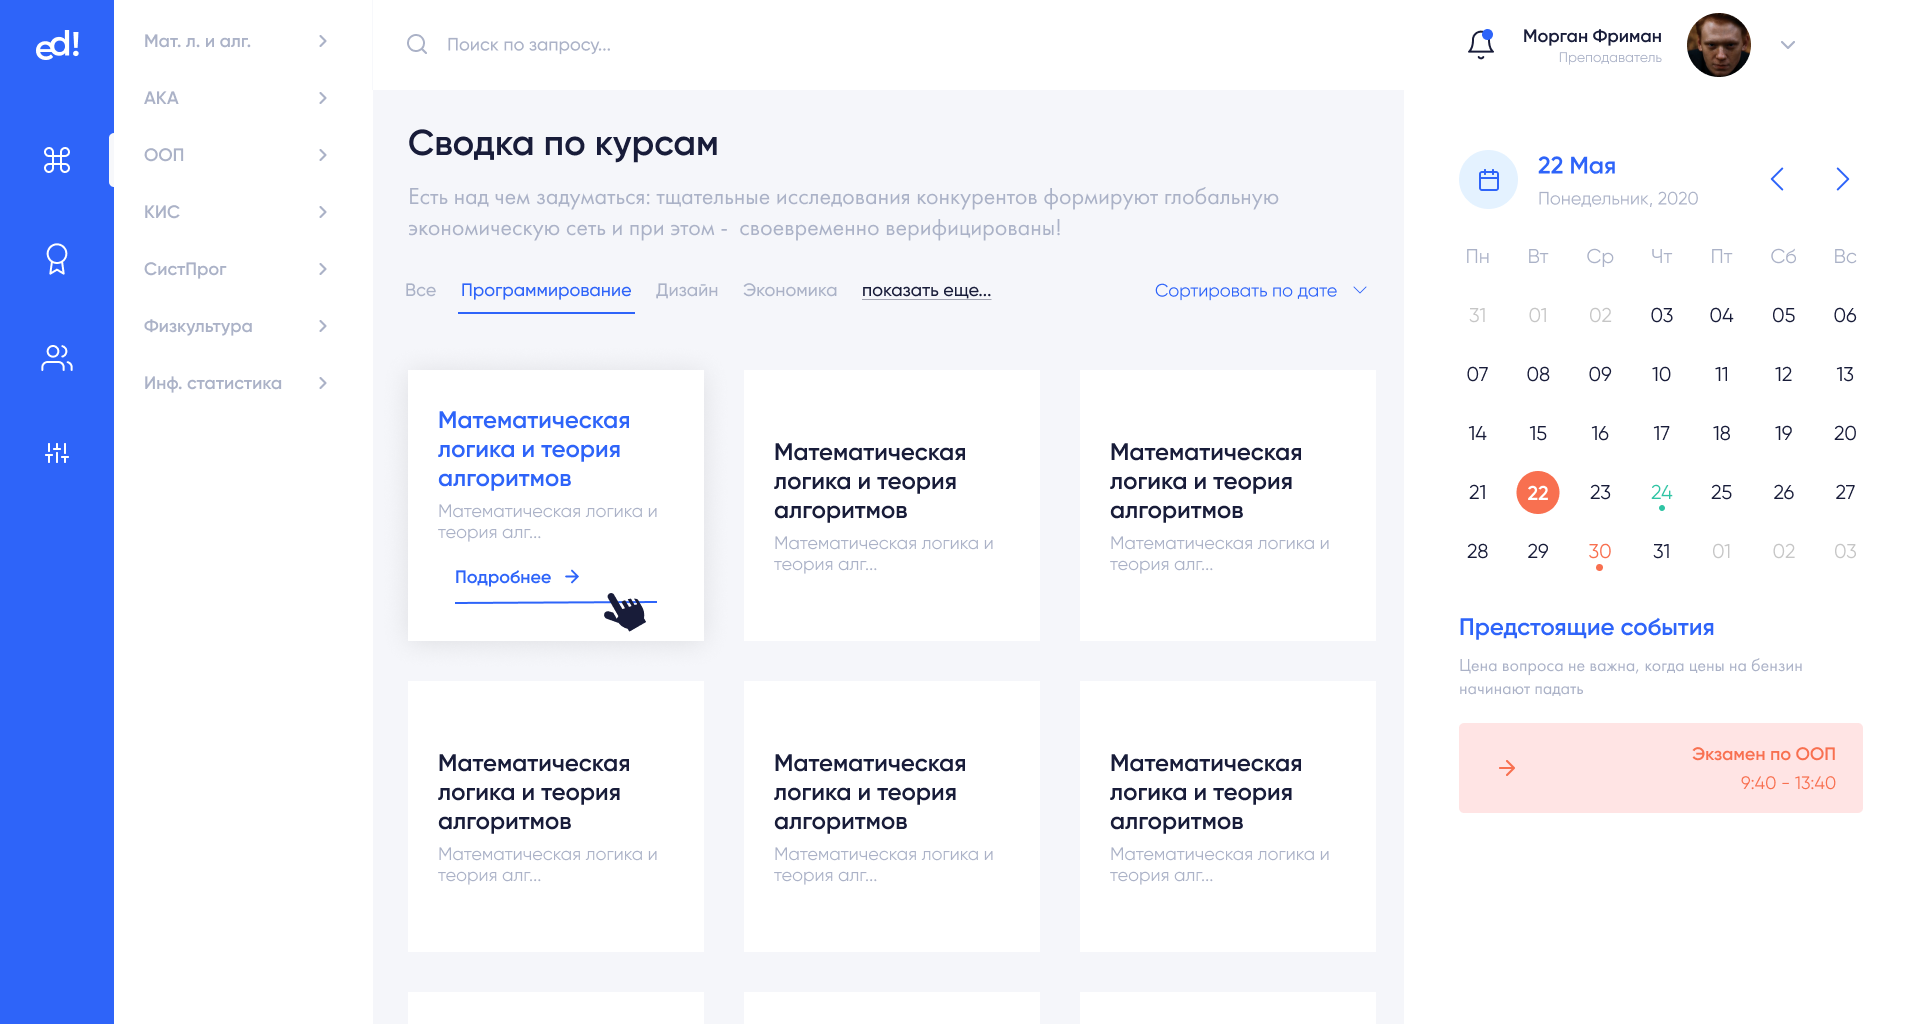 ed!
Мат. л. и алг.
АКА
ООП
КИС
СистПрог
Физкультура
Инф. статистика
Поиск по запросу...
Морган Фриман
Преподаватель
Сводка по курсам
Есть над чем задуматься: тщательные исследования конкурентов формируют глобальную
экономическую сеть и при этом - своевременно верифицированы!
Все Программирование Дизайн Экономика показать еще... Сортировать по дате
Математическая
логика и теория
алгоритмов
Математическая логика и
теория алг...
Подробнее
Математическая
логика и теория
алгоритмов
Математическая логика и
теория алг...
Математическая
логика и теория
алгоритмов
Математическая логика и
теория алг...
Математическая
логика и теория
алгоритмов
Математическая логика и
теория алг...
Математическая
логика и теория
алгоритмов
Математическая логика и
теория алг...
Математическая
логика и теория
алгоритмов
Математическая логика и
теория алг...
22 Мая
Понедельник, 2020
Пн Вт Ср Чт Пт Сб Вс
31 01 02 03 04 05 06
07 08 09 10 11 12 13
14 15 16 17 18 19 20
21 22 23 24 25 26 27
28 29 30 31 01 02 03
Предстоящие события
Цена вопроса не важна, когда цены на бензин
начинают падать
Экзамен по ООП
9:40 - 13:40